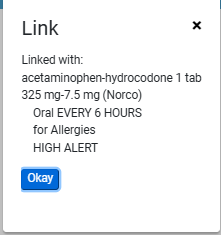 Link ×
Linked with:
acetaminophen-hydrocodone 1 tab
325 mg-7.5 mg (Norco)
Oral EVERY 6 HOURS
for Allergies
HIGH ALERT
Okay